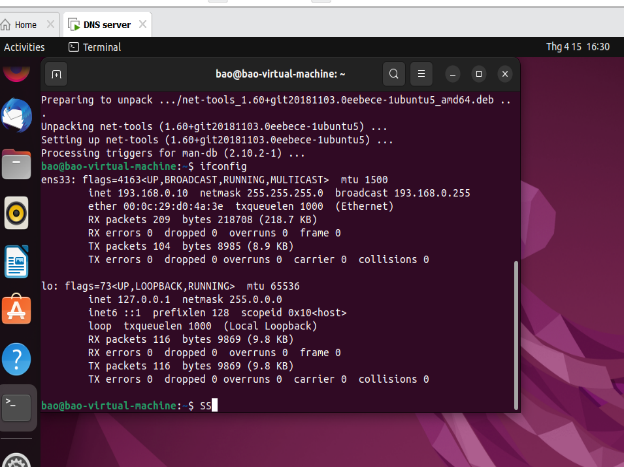 Home
DNS server
Activities
Terminal
Thg 4 15 16:30
bao@bao-virtual-machine: ~
Preparing to unpack .../net-tools_1.60+git20181103.0eebece-1ubuntu5_amd64.deb ..
.
Unpacking net-tools (1.60+git20181103.0eebece-1ubuntu5) ...
Setting up net-tools (1.60+git20181103.0eebece-1ubuntu5) ...
Processing triggers for man-db (2.10.2-1) ...
bao@bao-virtual-machine:~$ ifconfig
ens33: flags=4163<UP,BROADCAST,RUNNING,MULTICAST> mtu 1500
inet 193.168.0.10 netmask 255.255.255.0 broadcast 193.168.0.255
ether 00:0c:29:d0:4a:3e txqueuelen 1000 (Ethernet)
RX packets 209 bytes 218708 (218.7 KB)
RX errors 0 dropped 0 overruns 0 frame 0
TX packets 104 bytes 8985 (8.9 KB)
TX errors 0 dropped 0 overruns 0 carrier 0 collisions 0
lo: flags=73<UP,LOOPBACK,RUNNING> mtu 65536
inet 127.0.0.1 netmask 255.0.0.0
inet6 ::1 prefixlen 128 scopeid 0x10<host>
loop txqueuelen 1000 (Local Loopback)
RX packets 116 bytes 9869 (9.8 KB)
RX errors 0 dropped 0 overruns 0 frame 0
TX packets 116 bytes 9869 (9.8 KB)
TX errors 0 dropped 0 overruns 0 carrier 0 collisions 0
bao@bao-virtual-machine:~$ SS